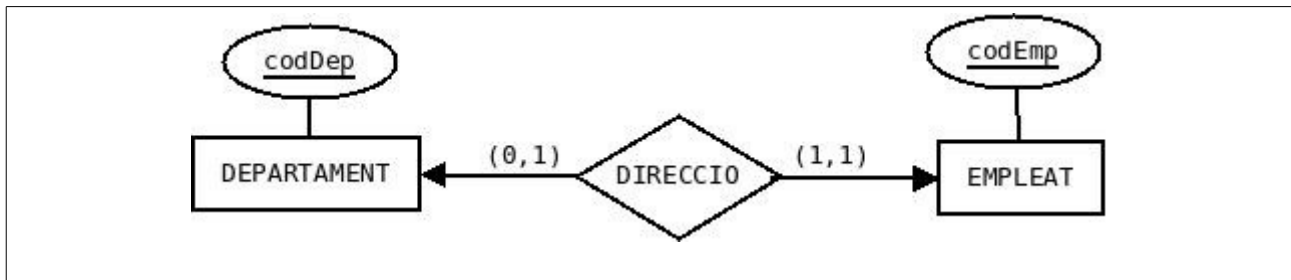 codDep
codEmp
DEPARTAMENT
(0,1)
DIRECCIO
(1,1)
EMPLEAT